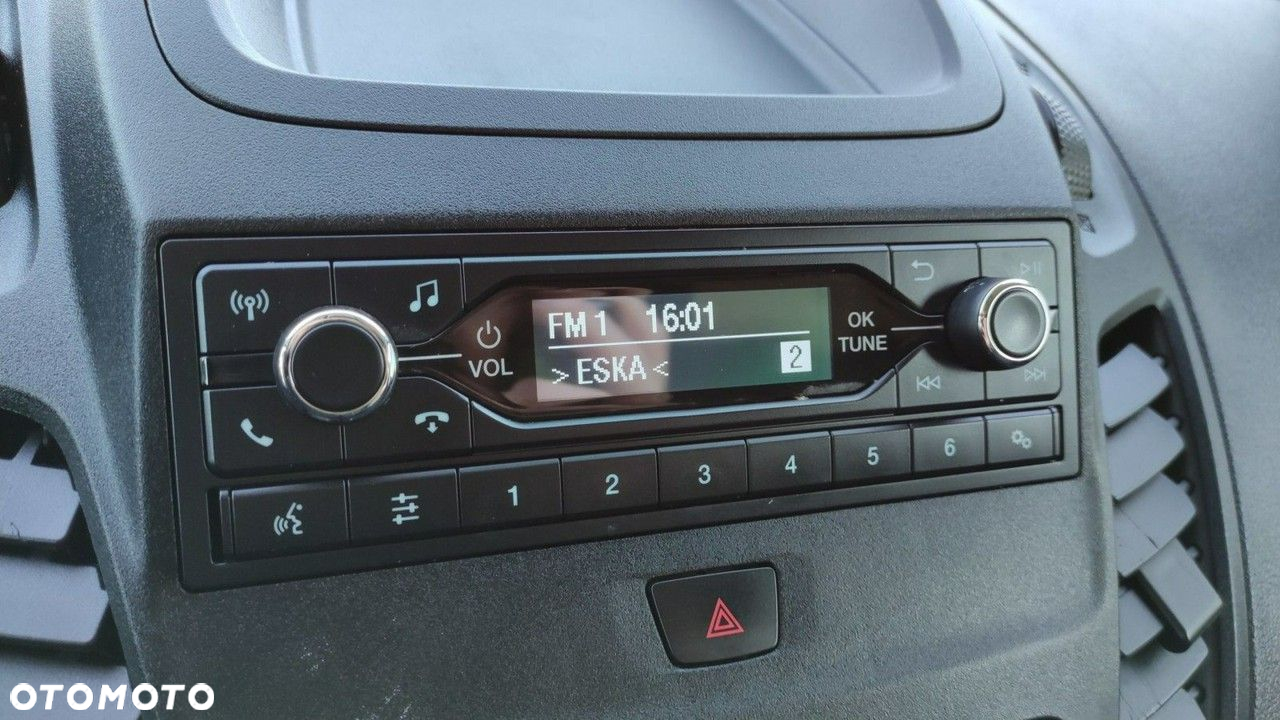 FM 1 16:01
> ESKA < 2
VOL
OK
TUNE
1 2 3 4 5 6
OTOMOTO